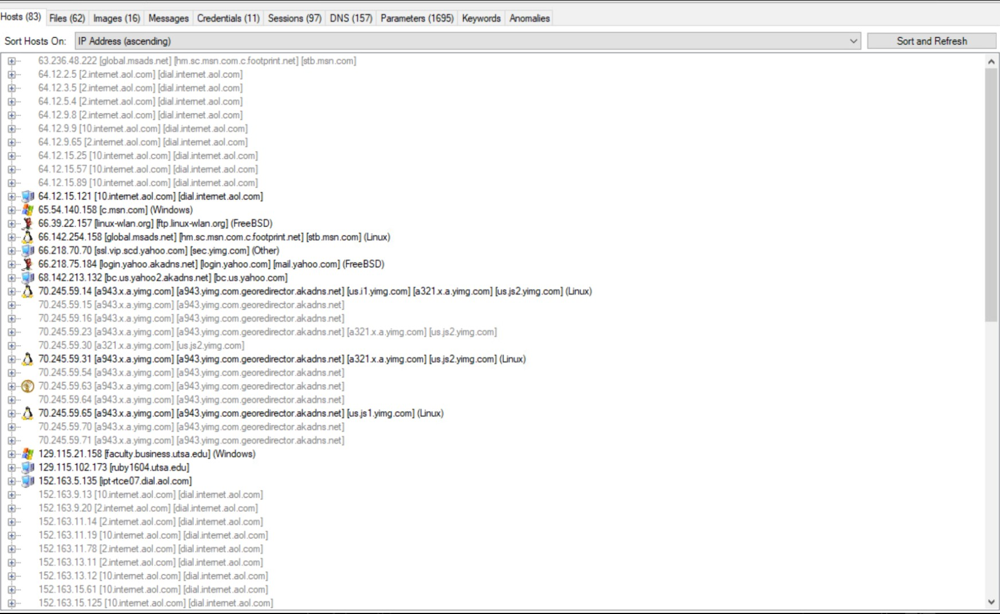 Hosts (83) Files (62) Images (16) Messages Credentials (11) Sessions (97) DNS (157) Parameters (1695) Keywords Anomalies
Sort Hosts On: IP Address (ascending) Sort and Refresh
63.236.48.222 [global.msads.net] [hm.sc.msn.com.c.footprint.net] [stb.msn.com]
64.12.2.5 [2.internet.aol.com] [dial.internet.aol.com]
64.12.3.5 [2.internet.aol.com] [dial.internet.aol.com]
64.12.5.4 [2.internet.aol.com] [dial.internet.aol.com]
64.12.9.8 [2.internet.aol.com] [dial.internet.aol.com]
64.12.9.9 [10.internet.aol.com] [dial.internet.aol.com]
64.12.9.65 [2.internet.aol.com] [dial.internet.aol.com]
64.12.15.25 [10.internet.aol.com] [dial.internet.aol.com]
64.12.15.57 [10.internet.aol.com] [dial.internet.aol.com]
64.12.15.89 [10.internet.aol.com] [dial.internet.aol.com]
64.12.15.121 [10.internet.aol.com] [dial.internet.aol.com]
65.54.140.158 [c.msn.com] (Windows)
66.39.22.157 [linux-wlan.org] [ftp.linux-wlan.org] (FreeBSD)
66.142.254.158 [global.msads.net] [hm.sc.msn.com.c.footprint.net] [stb.msn.com] (Linux)
66.218.70.70 [ssl.vip.scd.yahoo.com] [sec.yimg.com] (Other)
66.218.75.184 [login.yahoo.akadns.net] [login.yahoo.com] [mail.yahoo.com] (FreeBSD)
68.142.213.132 [bc.us.yahoo2.akadns.net] [bc.us.yahoo.com]
70.245.59.14 [a943.x.a.yimg.com] [a943.yimg.com.georedirector.akadns.net] [us.i1.yimg.com] [a321.x.a.yimg.com] [us.js2.yimg.com] (Linux)
70.245.59.15 [a943.x.a.yimg.com] [a943.yimg.com.georedirector.akadns.net]
70.245.59.16 [a943.x.a.yimg.com] [a943.yimg.com.georedirector.akadns.net]
70.245.59.23 [a943.x.a.yimg.com] [a943.yimg.com.georedirector.akadns.net] [a321.x.a.yimg.com] [us.js2.yimg.com]
70.245.59.30 [a321.x.a.yimg.com] [us.js2.yimg.com]
70.245.59.31 [a943.x.a.yimg.com] [a943.yimg.com.georedirector.akadns.net] [a321.x.a.yimg.com] [us.js2.yimg.com] (Linux)
70.245.59.54 [a943.x.a.yimg.com] [a943.yimg.com.georedirector.akadns.net]
70.245.59.63 [a943.x.a.yimg.com] [a943.yimg.com.georedirector.akadns.net]
70.245.59.64 [a943.x.a.yimg.com] [a943.yimg.com.georedirector.akadns.net]
70.245.59.65 [a943.x.a.yimg.com] [a943.yimg.com.georedirector.akadns.net] [us.js1.yimg.com] (Linux)
70.245.59.70 [a943.x.a.yimg.com] [a943.yimg.com.georedirector.akadns.net]
70.245.59.71 [a943.x.a.yimg.com] [a943.yimg.com.georedirector.akadns.net]
129.115.21.158 [faculty.business.utsa.edu] (Windows)
129.115.102.173 [ruby1604.utsa.edu]
152.163.5.135 [ipt-rtce07.dial.aol.com]
152.163.9.13 [10.internet.aol.com] [dial.internet.aol.com]
152.163.9.20 [2.internet.aol.com] [dial.internet.aol.com]
152.163.11.14 [2.internet.aol.com] [dial.internet.aol.com]
152.163.11.19 [10.internet.aol.com] [dial.internet.aol.com]
152.163.11.78 [2.internet.aol.com] [dial.internet.aol.com]
152.163.13.11 [2.internet.aol.com] [dial.internet.aol.com]
152.163.13.12 [10.internet.aol.com] [dial.internet.aol.com]
152.163.15.61 [10.internet.aol.com] [dial.internet.aol.com]
152.163.15.125 [10.internet.aol.com] [dial.internet.aol.com]